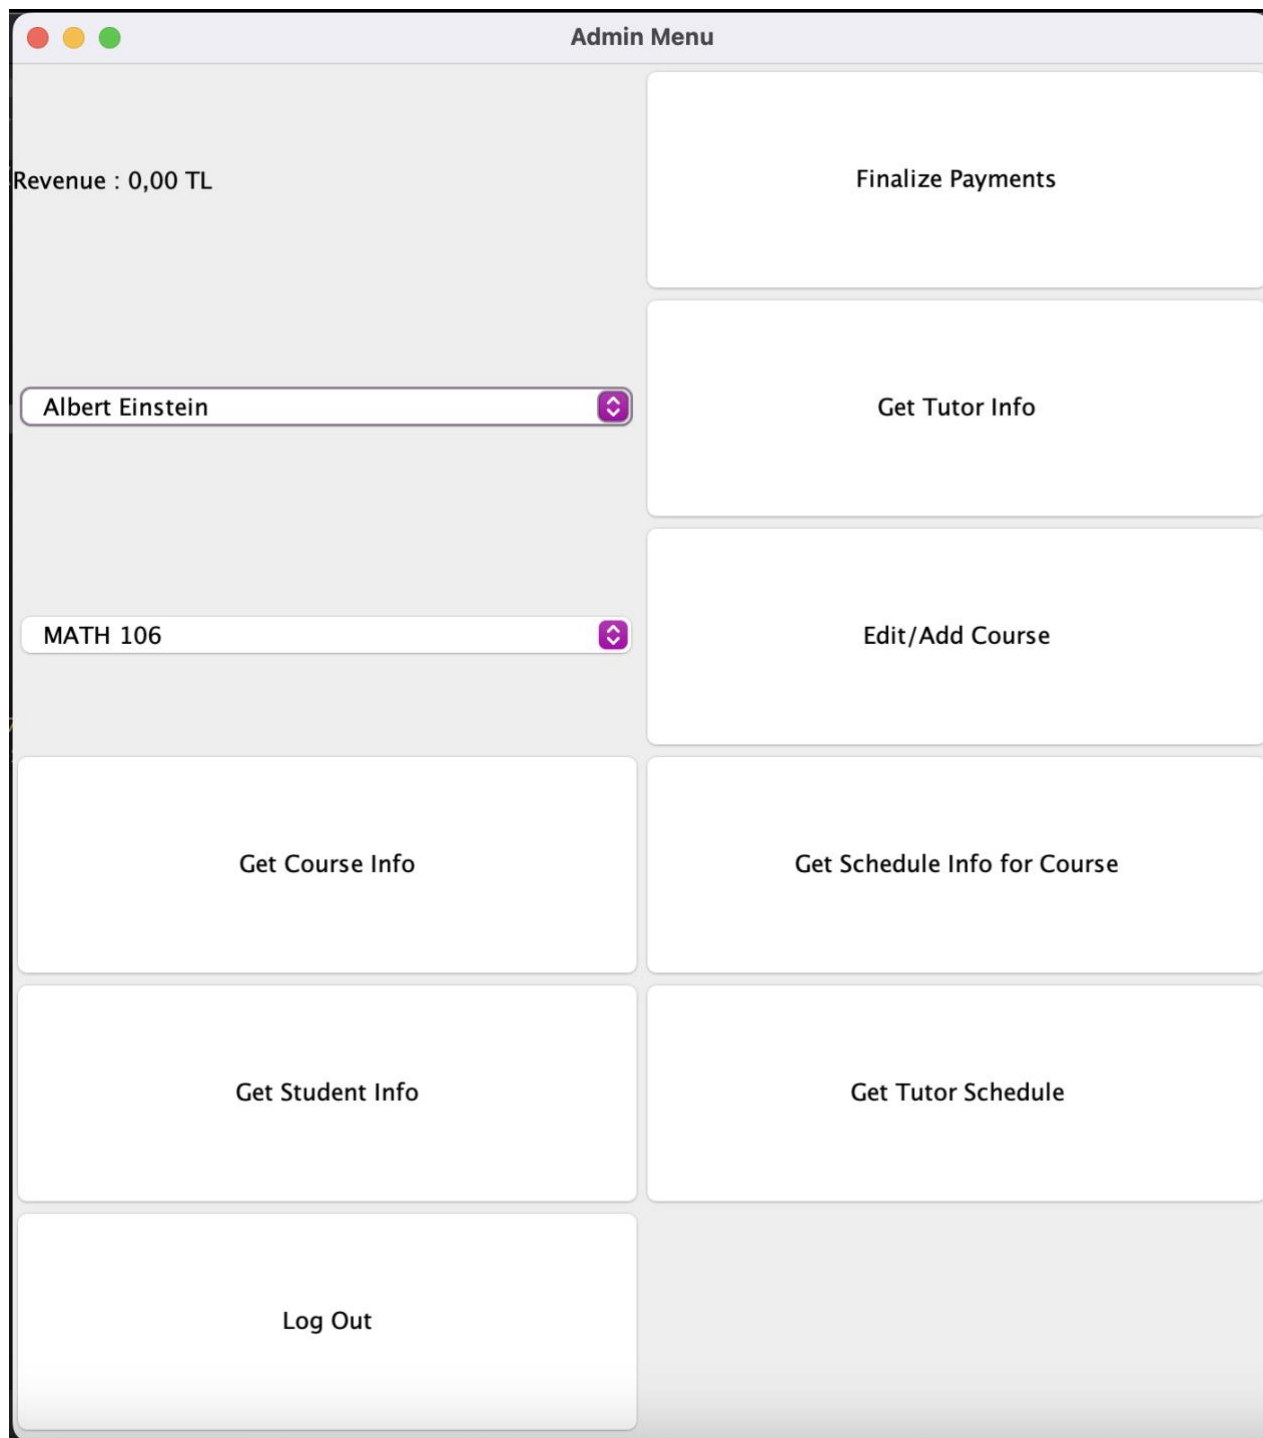 Admin Menu
Revenue : 0,00 TL
Finalize Payments
Albert Einstein
Get Tutor Info
MATH 106
Edit/Add Course
Get Course Info
Get Schedule Info for Course
Get Student Info
Get Tutor Schedule
Log Out